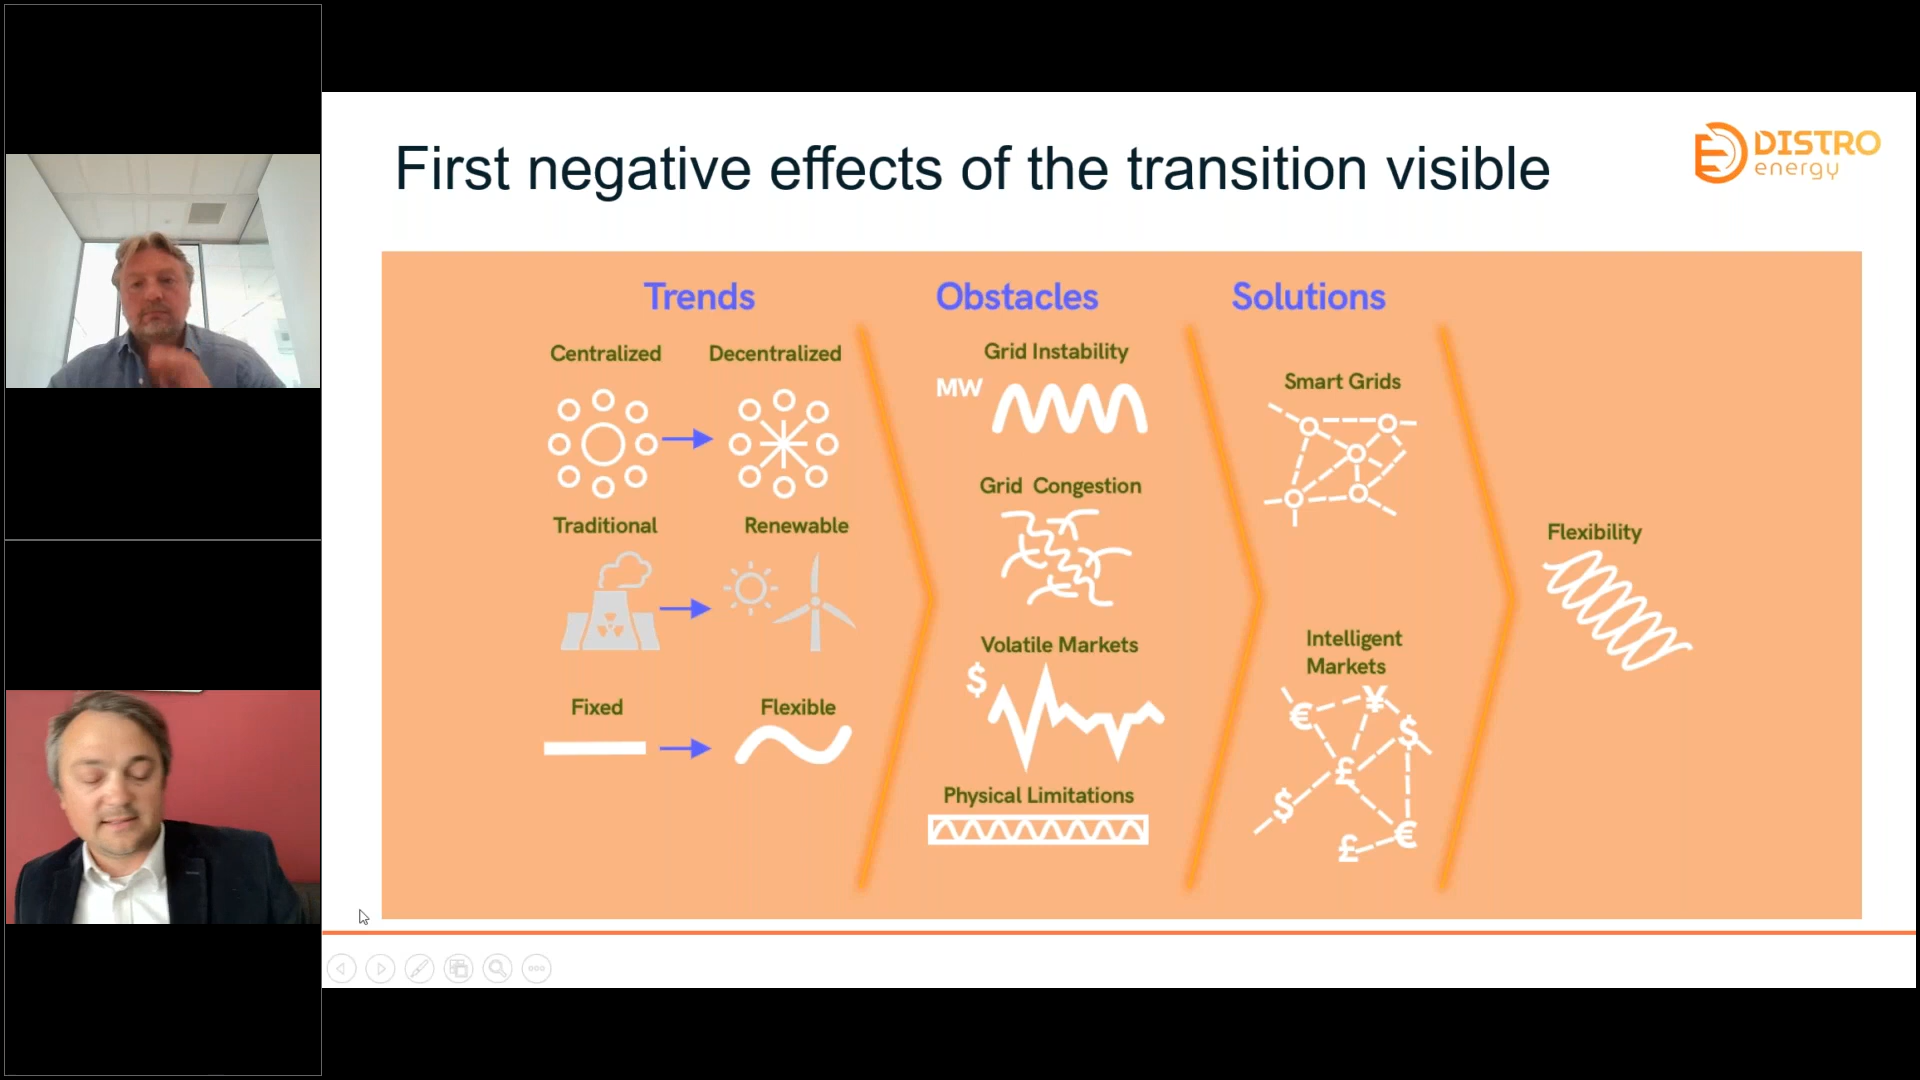 First negative effects of the transition visible
DISTRO
energy
Trends
Obstacles
Solutions
Centralized
Decentralized
Traditional
Renewable
Fixed
Flexible
Grid Instability
MW
Grid Congestion
Volatile Markets
$
Physical Limitations
Smart Grids
Intelligent
Markets
€ ¥ $
£
$
£ €
Flexibility